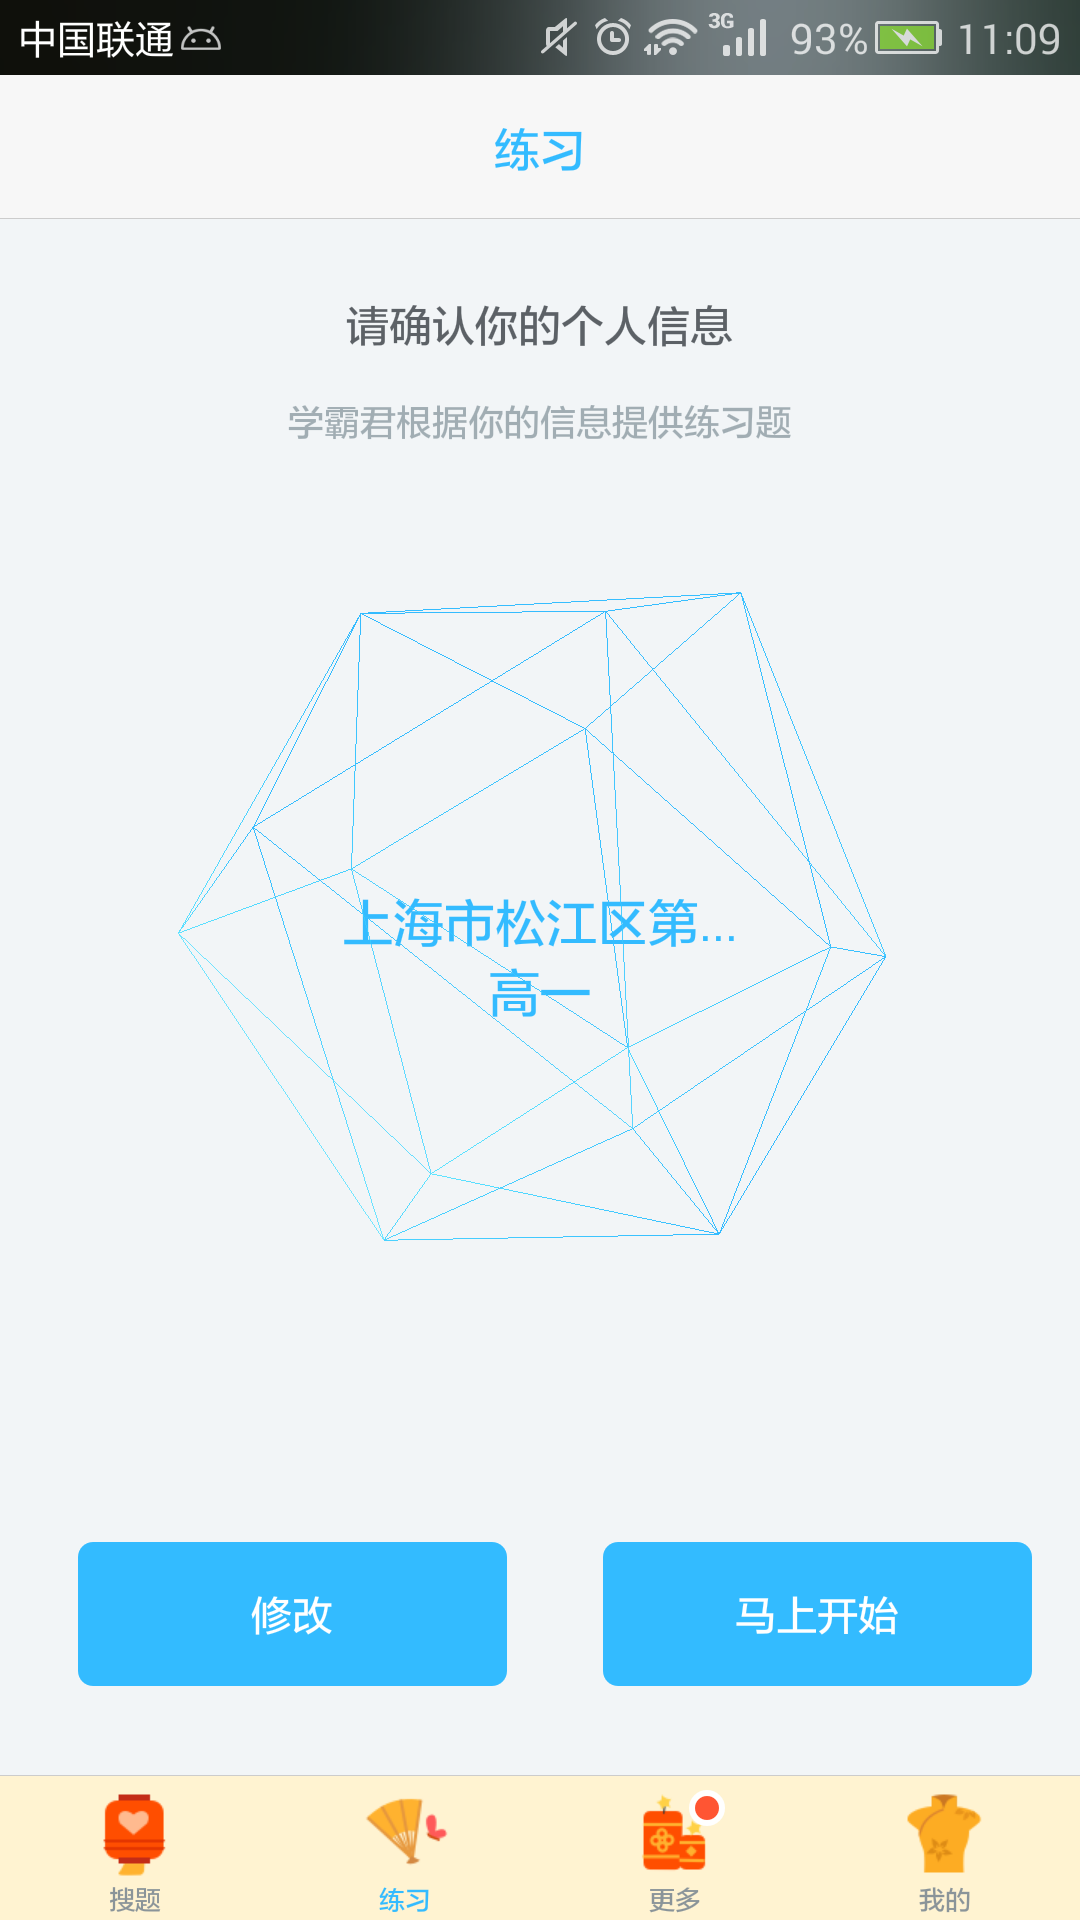 中国联通 3G 93% 11:09
练习
请确认你的个人信息
学霸君根据你的信息提供练习题
上海市松江区第...
高一
修改 马上开始
搜题 练习 更多 我的